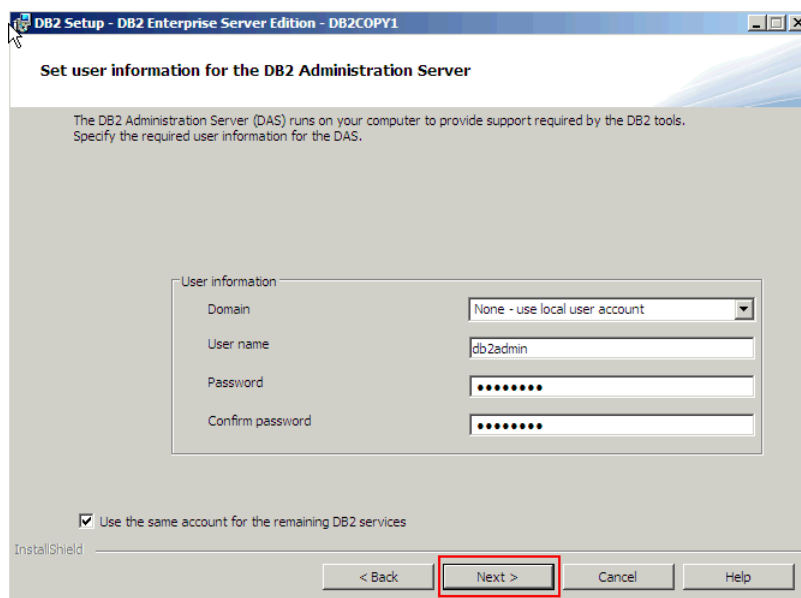 DB2 Setup - DB2 Enterprise Server Edition - DB2COPY1
Set user information for the DB2 Administration Server
The DB2 Administration Server (DAS) runs on your computer to provide support required by the DB2 tools.
Specify the required user information for the DAS.
User information
Domain
None - use local user account
User name
db2admin
Password
••••••••
Confirm password
••••••••
Use the same account for the remaining DB2 services
InstallShield
< Back
Next >
Cancel
Help